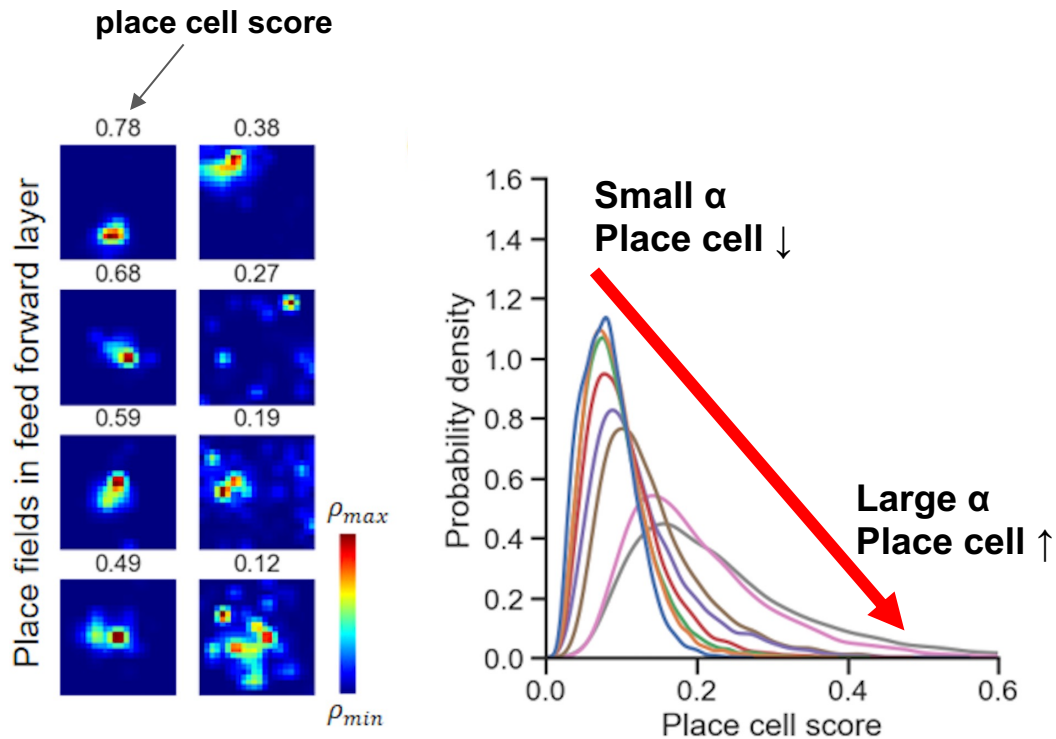 place cell score
Place fields in feed forward layer
0.78 0.38
0.68 0.27
0.59 0.19
0.49 0.12
ρmax
ρmin
Small α
Place cell ↓
Large α
Place cell ↑
Probability density
1.6
1.4
1.2
1.0
0.8
0.6
0.4
0.2
0.0
0.0 0.2 0.4 0.6
Place cell score